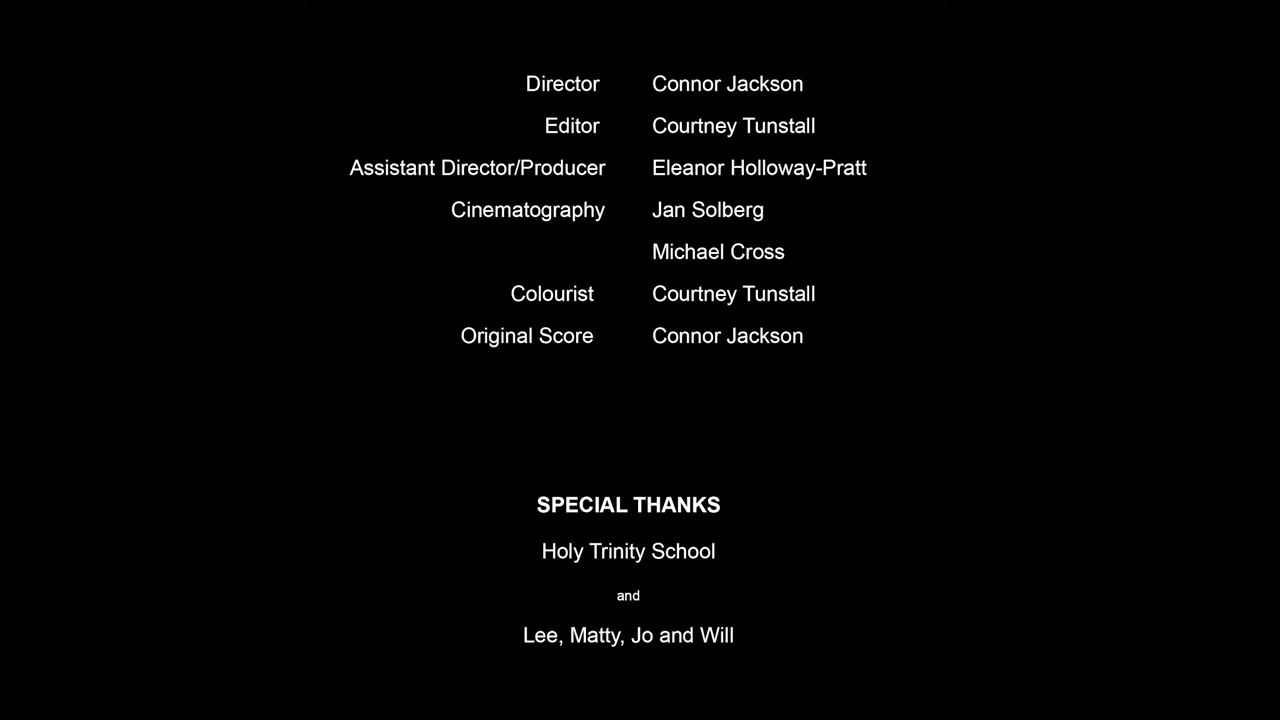 Director Connor Jackson
Editor Courtney Tunstall
Assistant Director/Producer Eleanor Holloway-Pratt
Cinematography Jan Solberg
Michael Cross
Colourist Courtney Tunstall
Original Score Connor Jackson
SPECIAL THANKS
Holy Trinity School
and
Lee, Matty, Jo and Will